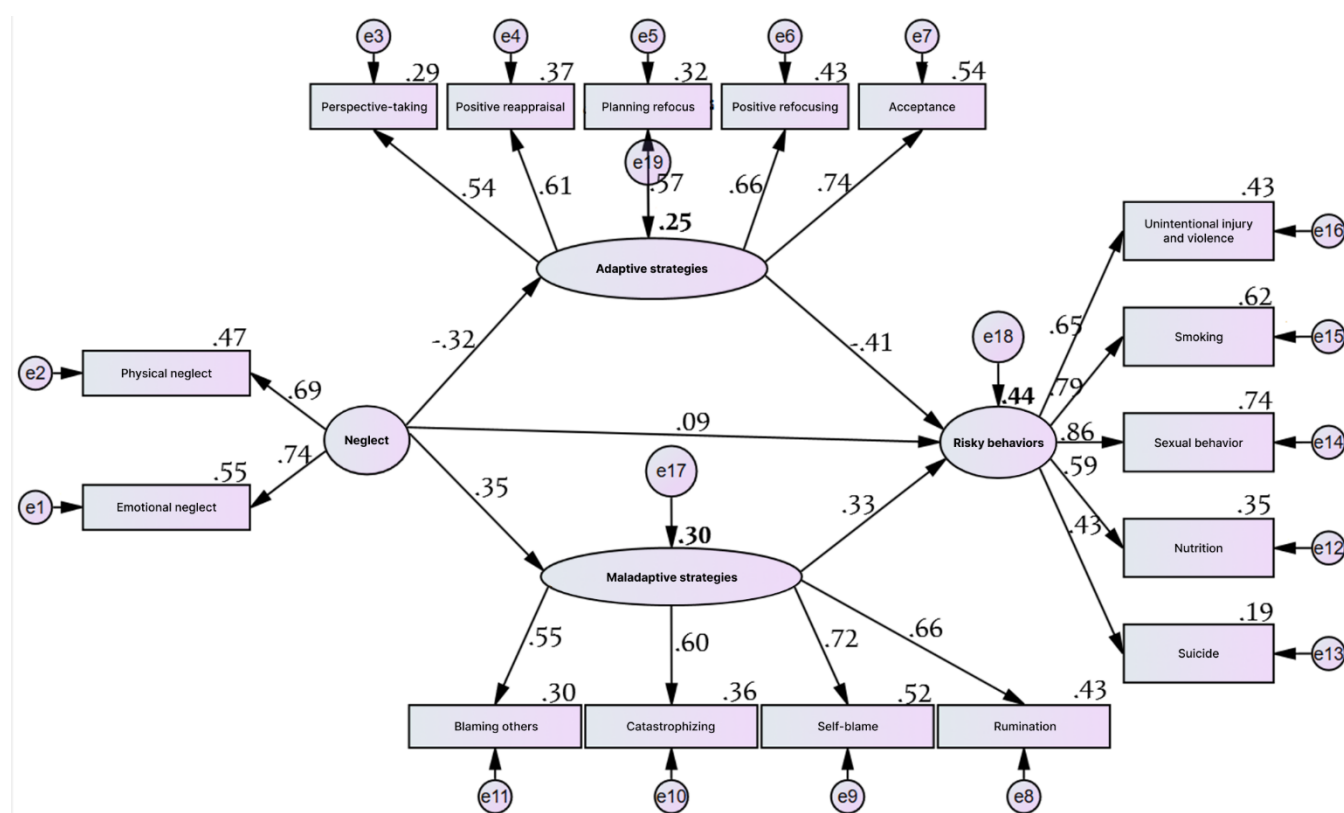 e3
e4
e5
e6
e7
.29
.37
.32
.43
.54
Perspective-taking
Positive reappraisal
Planning refocus
Positive refocusing
Acceptance
e19
.54
.61
.57
.66
.74
.25
Adaptive strategies
.43
Unintentional injury
and violence
e16
.65
.62
Smoking
e15
.79
-.32
-.41
e18
.44
Risky behaviors
.47
Physical neglect
e2
.69
Neglect
.09
.86
.74
Sexual behavior
e14
.59
.74
.55
Emotional neglect
e1
.35
e17
.33
.43
.35
Nutrition
e12
.30
Maladaptive strategies
.19
Suicide
e13
.55
.60
.72
.66
.30
.36
.52
.43
Blaming others
Catastrophizing
Self-blame
Rumination
e11
e10
e9
e8